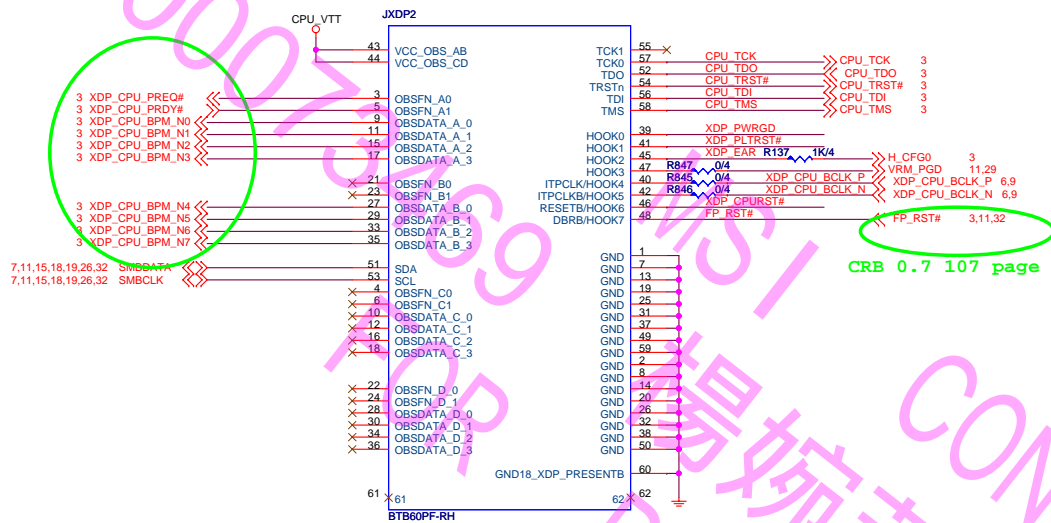 JXDP2
CPU_VTT
43 VCC_OBS_AB
44 VCC_OBS_CD
3 XDP_CPU_PREQ# 3 OBSFN_A0
3 XDP_CPU_PRDY# 5 OBSFN_A1
3 XDP_CPU_BPM_N0 9 OBSDATA_A_0
3 XDP_CPU_BPM_N1 11 OBSDATA_A_1
3 XDP_CPU_BPM_N2 15 OBSDATA_A_2
3 XDP_CPU_BPM_N3 17 OBSDATA_A_3
21 OBSFN_B0
23 OBSFN_B1
3 XDP_CPU_BPM_N4 27 OBSDATA_B_0
3 XDP_CPU_BPM_N5 29 OBSDATA_B_1
3 XDP_CPU_BPM_N6 33 OBSDATA_B_2
3 XDP_CPU_BPM_N7 35 OBSDATA_B_3
7,11,15,18,19,26,32 SMBDATA 51 SDA
7,11,15,18,19,26,32 SMBCLK 53 SCL
4 OBSFN_C0
6 OBSFN_C1
10 OBSDATA_C_0
12 OBSDATA_C_1
16 OBSDATA_C_2
18 OBSDATA_C_3
22 OBSFN_D_0
24 OBSFN_D_1
28 OBSDATA_D_0
30 OBSDATA_D_1
34 OBSDATA_D_2
36 OBSDATA_D_3
61 61
BTB60PF-RH
TCK1 55
TCK0 57 CPU_TCK CPU_TCK 3
TDO 52 CPU_TDO CPU_TDO 3
TRSTn 54 CPU_TRST# CPU_TRST# 3
TDI 56 CPU_TDI CPU_TDI 3
TMS 58 CPU_TMS CPU_TMS 3
HOOK0 39 XDP_PWRGD
HOOK1 41 XDP_PLTRST#
HOOK2 45 XDP_EAR R137 1K/4 H_CFG0 3
HOOK3 47 R847 0/4 VRM_PGD 11,29
ITPCLK/HOOK4 40 R845 0/4 XDP_CPU_BCLK_P XDP_CPU_BCLK_P 6,9
ITPCLKB/HOOK5 42 R846 0/4 XDP_CPU_BCLK_N XDP_CPU_BCLK_N 6,9
RESETB/HOOK6 46 XDP_CPURST#
DBRB/HOOK7 48 FP_RST# FP_RST# 3,11,32
CRB 0.7 107 page
GND 1
GND 7
GND 13
GND 19
GND 25
GND 31
GND 37
GND 49
GND 59
GND 2
GND 8
GND 14
GND 20
GND 26
GND 32
GND 38
GND 50
GND18_XDP_PRESENTB 60
62 62
00073469
FOR
MSI
楊婉
CON